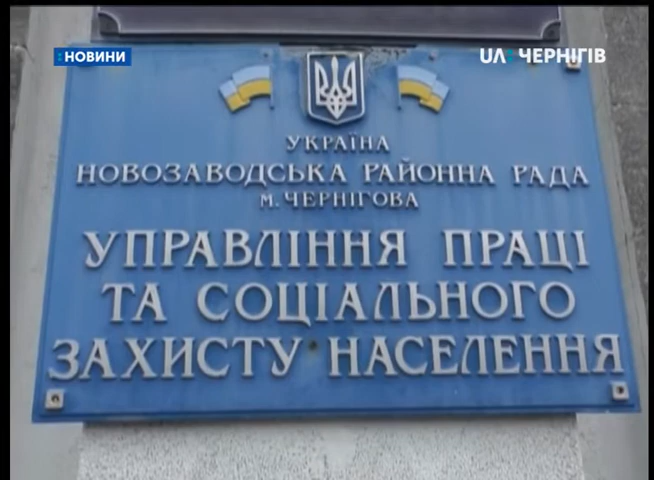 :НОВИНИ
UA: ЧЕРНІГІВ
УКРАЇНА
НОВОЗАВОДСЬКА РАЙОННА РАДА
М. ЧЕРНІГОВА
УПРАВЛІННЯ ПРАЦІ
ТА СОЦІАЛЬНОГО
ЗАХИСТУ НАСЕЛЕННЯ